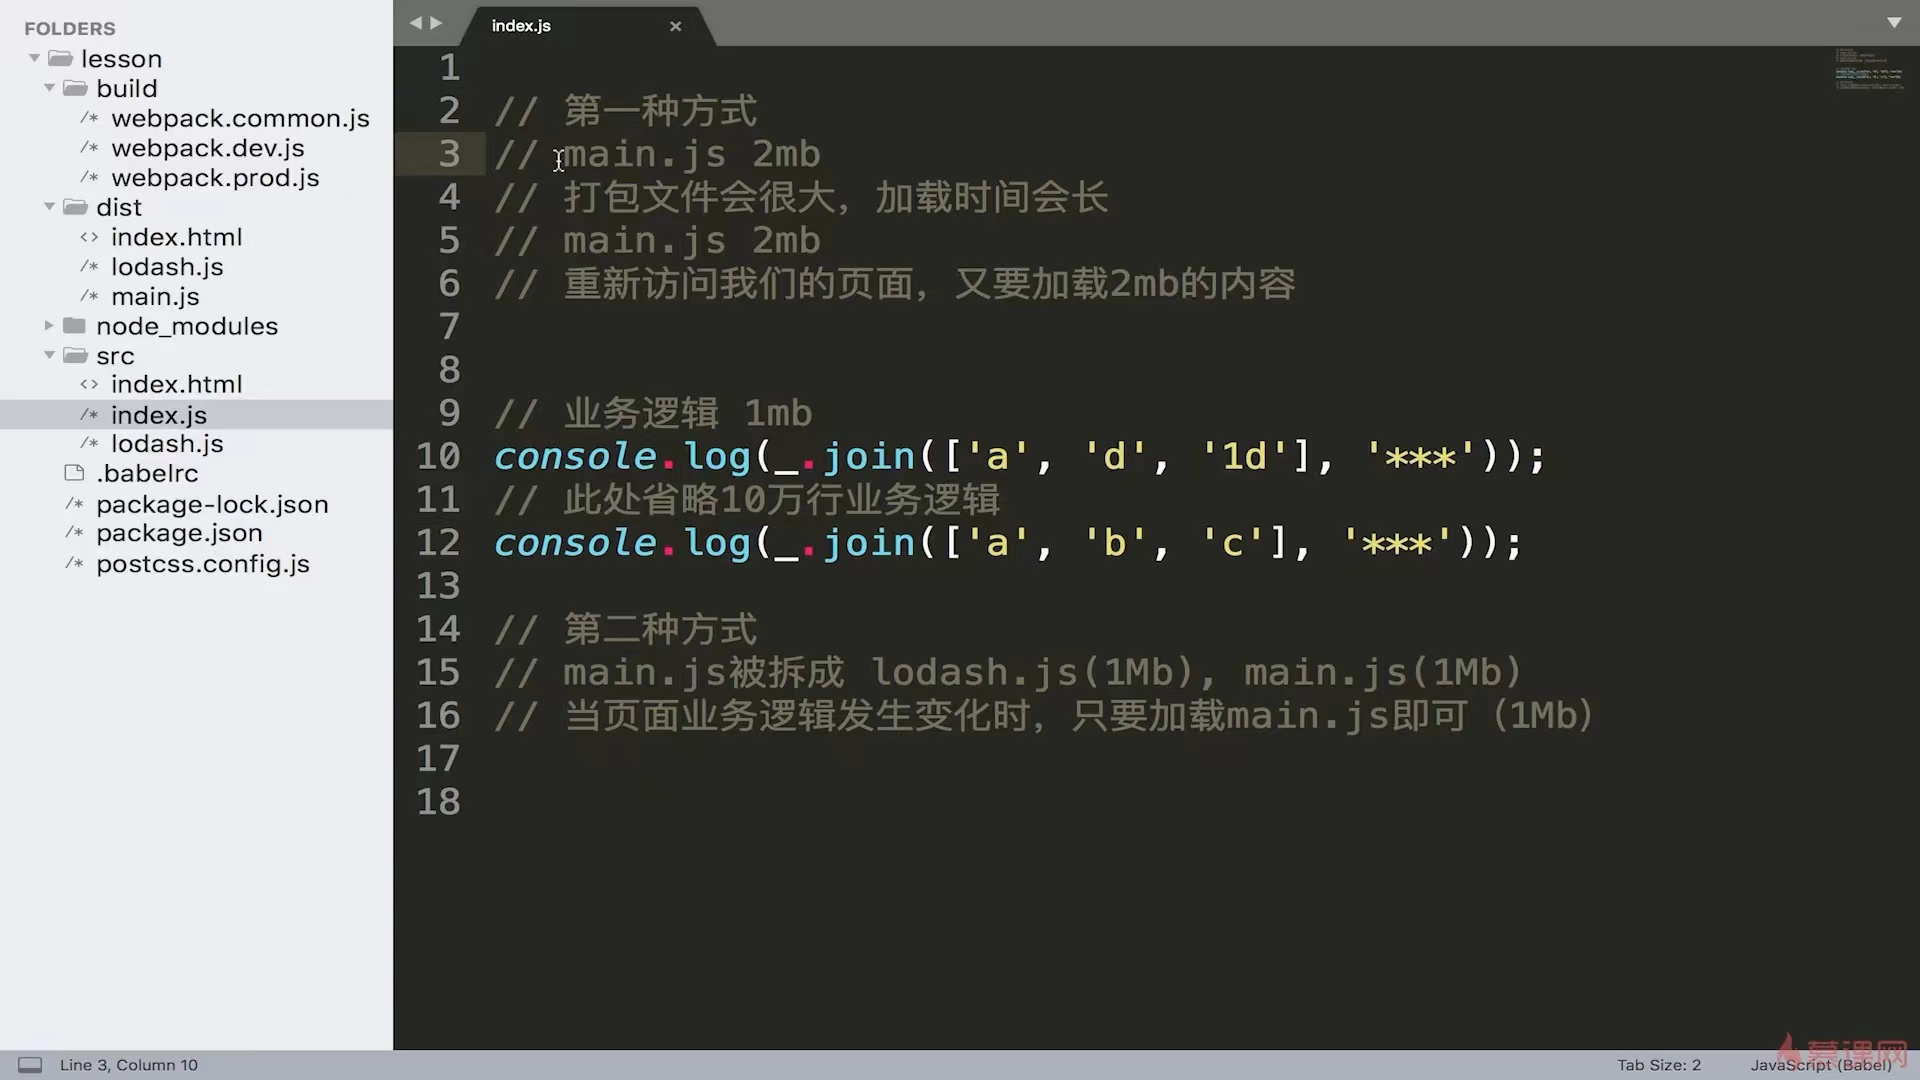 FOLDERS
lesson
build
/* webpack.common.js
/* webpack.dev.js
/* webpack.prod.js
dist
<> index.html
/* lodash.js
/* main.js
node_modules
src
<> index.html
/* index.js
/* lodash.js
.babelrc
/* package-lock.json
/* package.json
/* postcss.config.js
index.js
1
2 // 第一种方式
3 // main.js 2mb
4 // 打包文件会很大，加载时间会长
5 // main.js 2mb
6 // 重新访问我们的页面，又要加载2mb的内容
7
8
9 // 业务逻辑 1mb
10 console.log(_.join(['a', 'd', '1d'], '***'));
11 // 此处省略10万行业务逻辑
12 console.log(_.join(['a', 'b', 'c'], '***'));
13
14 // 第二种方式
15 // main.js被拆成 lodash.js(1Mb), main.js(1Mb)
16 // 当页面业务逻辑发生变化时，只要加载main.js即可（1Mb）
17
18
Line 3, Column 10
Tab Size: 2
JavaScript (Babel)
慕课网